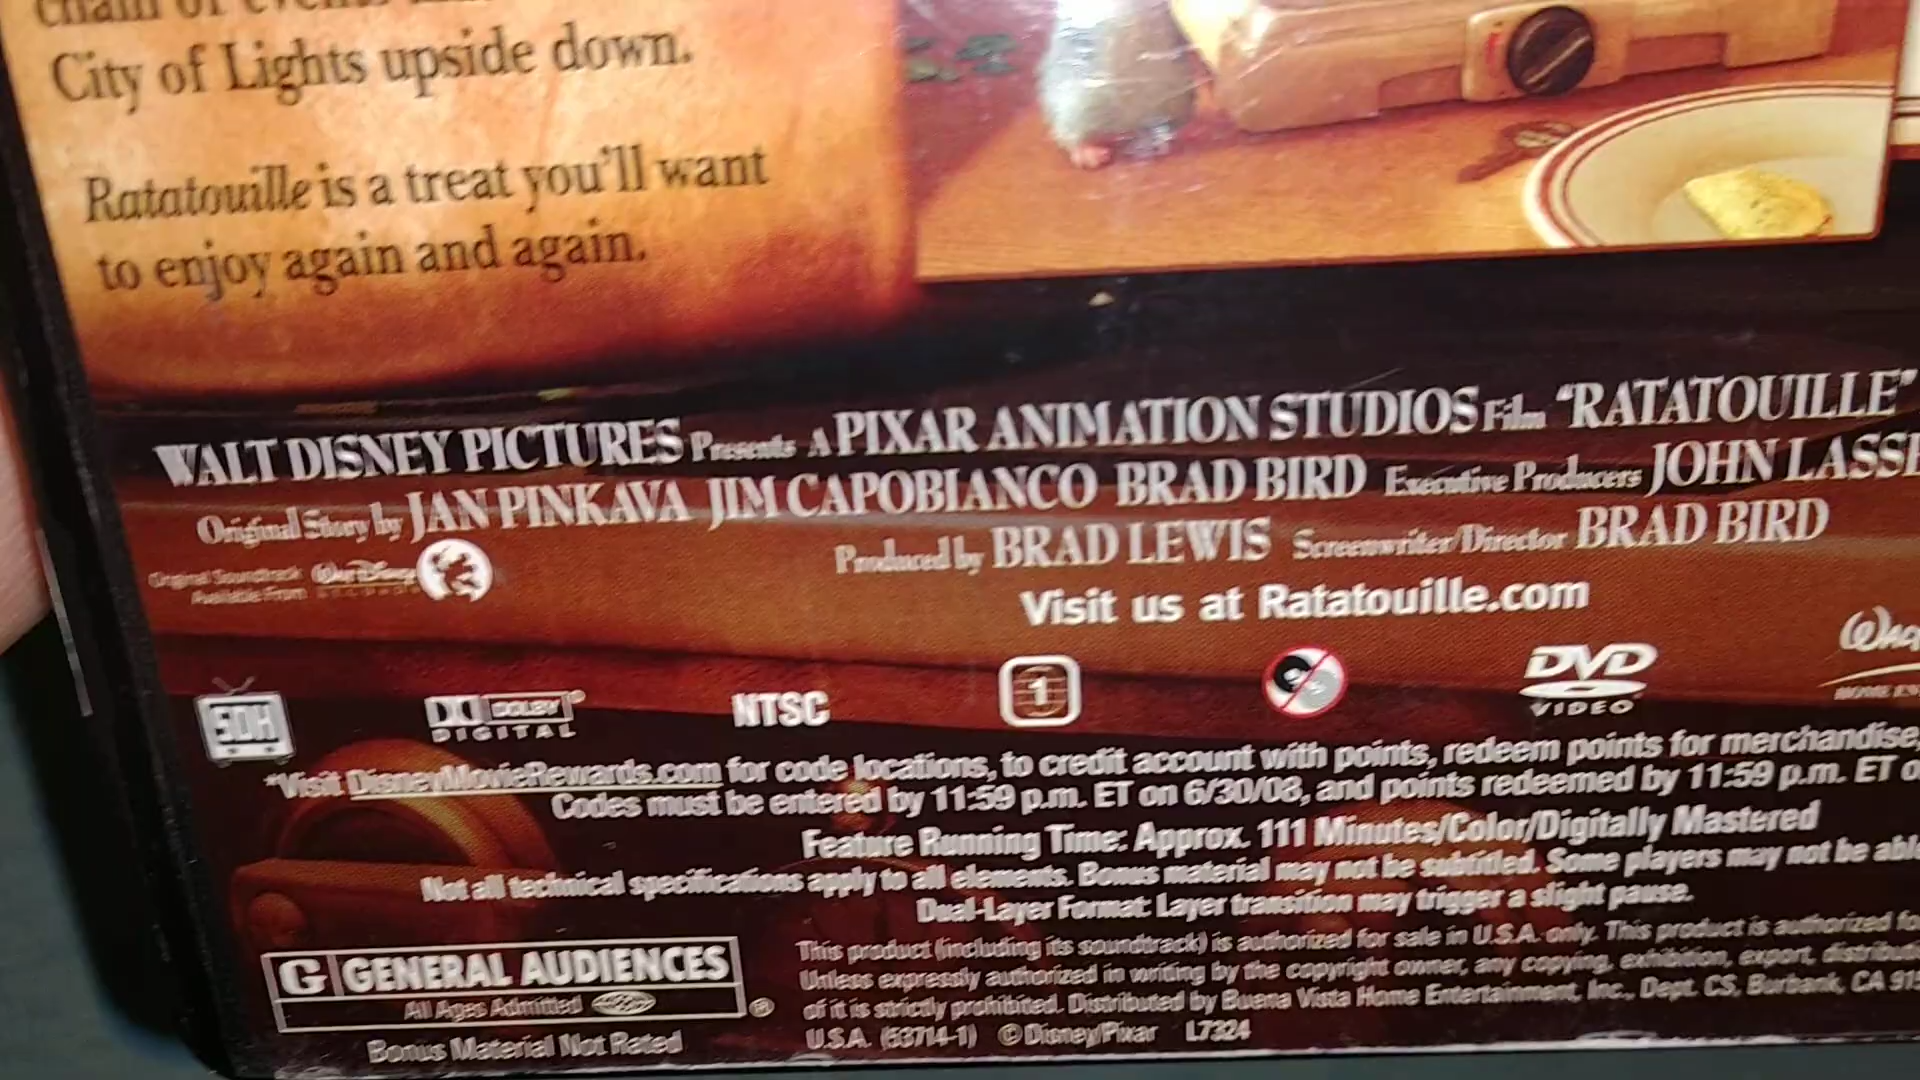 chain of events
City of Lights upside down.
Ratatouille is a treat you'll want
to enjoy again and again.
WALT DISNEY PICTURES Presents A PIXAR ANIMATION STUDIOS Film "RATATOUILLE"
Original Story by JAN PINKAVA JIM CAPOBIANCO BRAD BIRD Executive Producers JOHN LASSE
Produced by BRAD LEWIS Screenwriter/Director BRAD BIRD
Original Soundtrack Available From Walt Disney RECORDS
Visit us at Ratatouille.com
SDH DOLBY DIGITAL NTSC 1 DVD VIDEO
*Visit DisneyMovieRewards.com for code locations, to credit account with points, redeem points for merchandise,
Codes must be entered by 11:59 p.m. ET on 6/30/08, and points redeemed by 11:59 p.m. ET
Feature Running Time: Approx. 111 Minutes/Color/Digitally Mastered
Not all technical specifications apply to all elements. Bonus material may not be subtitled. Some players may not be able
Dual-Layer Format: Layer transition may trigger a slight pause.
G GENERAL AUDIENCES
All Ages Admitted ®
Bonus Material Not Rated
This product (including its soundtrack) is authorized for sale in U.S.A. only. This product is authorized
Unless expressly authorized in writing by the copyright owner, any copying, exhibition, export,
of it is strictly prohibited. Distributed by Buena Vista Home Entertainment, Inc., Dept. CS, Burbank, CA 915
U.S.A. (53714-1) ©Disney/Pixar L7324